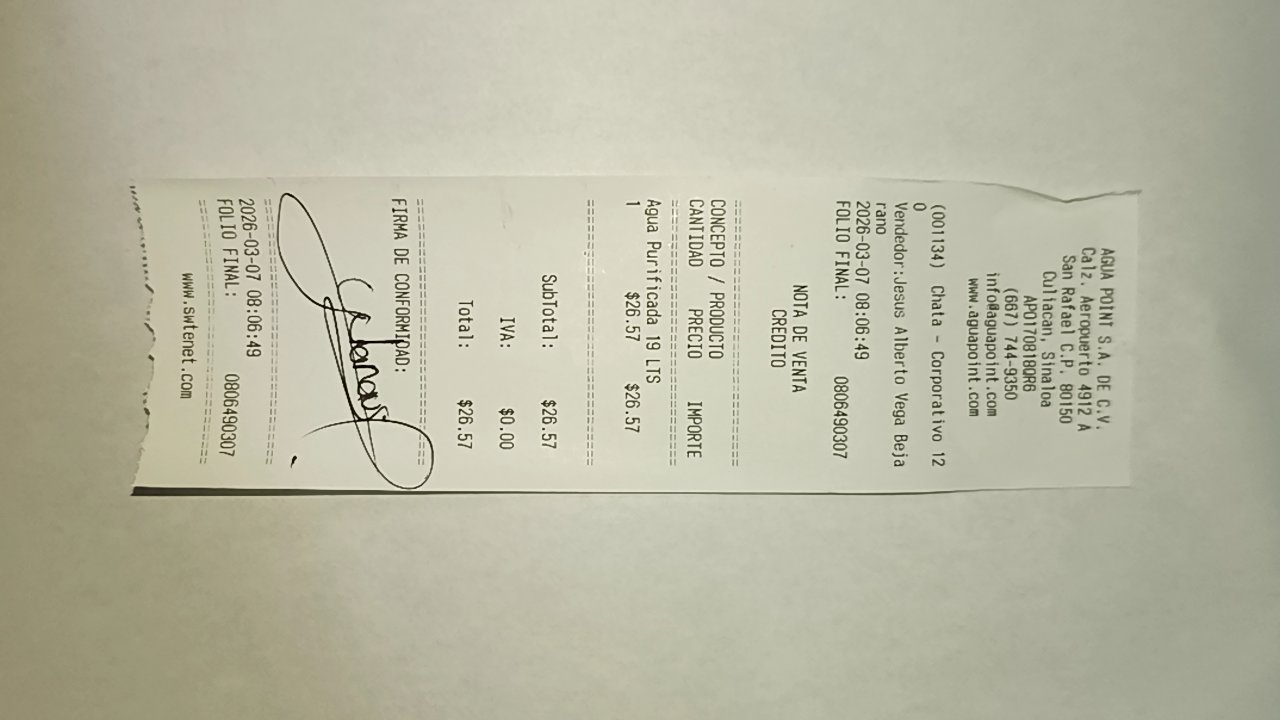 AGUA POINT S.A. DE C.V.
Calz. Aeropuerto 4912 A
San Rafael C.P. 80150
Culiacan, Sinaloa
APO170818QR6
(667) 744-9350
info@aguapoint.com
www.aguapoint.com
(001134) Chata - Corporativo 12
0
Vendedor:Jesus Alberto Vega Beja
rano
2026-03-07 08:06:49
FOLIO FINAL: 0806490307
NOTA DE VENTA
CREDITO
================================
CONCEPTO / PRODUCTO
CANTIDAD PRECIO IMPORTE
================================
Agua Purificada 19 LTS
1 $26.57 $26.57
================================
SubTotal: $26.57
IVA: $0.00
Total: $26.57
================================
FIRMA DE CONFORMIDAD:
================================
2026-03-07 08:06:49
FOLIO FINAL: 0806490307
================================
www.swtenet.com